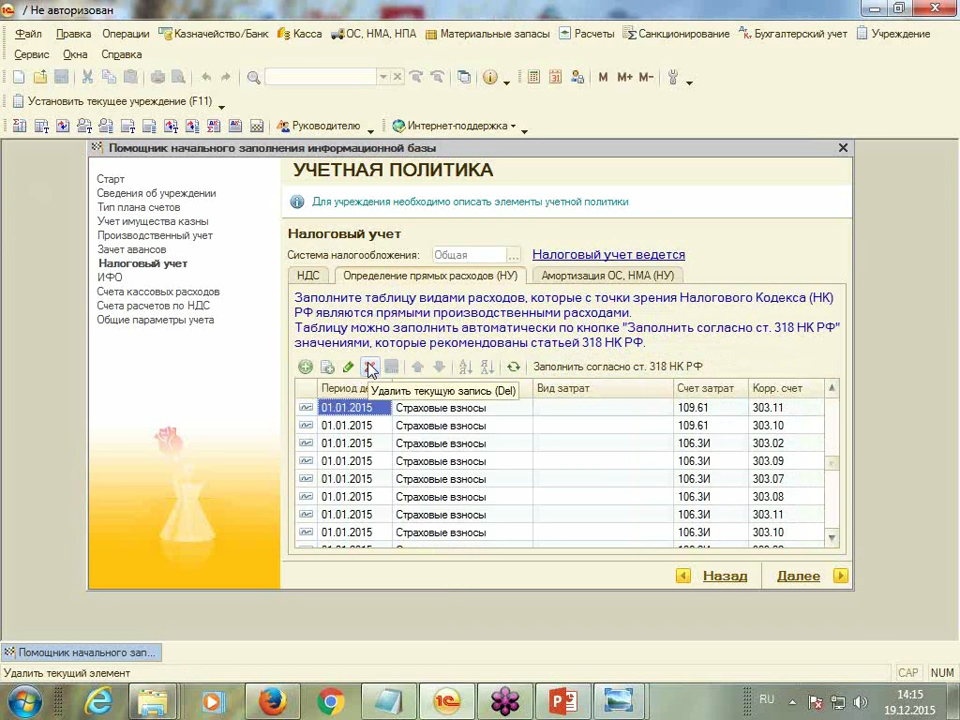 / Не авторизован
Файл Правка Операции Казначейство/Банк Касса ОС, НМА, НПА Материальные запасы Расчеты Санкционирование Бухгалтерский учет Учреждение
Сервис Окна Справка
M M+ M-
Установить текущее учреждение (F11)
Руководителю Интернет-поддержка
Помощник начального заполнения информационной базы
Старт
Сведения об учреждении
Тип плана счетов
Учет имущества казны
Производственный учет
Зачет авансов
Налоговый учет
ИФО
Счета кассовых расходов
Счета расчетов по НДС
Общие параметры учета
УЧЕТНАЯ ПОЛИТИКА
Для учреждения необходимо описать элементы учетной политики
Налоговый учет
Система налогообложения: Общая ... Налоговый учет ведется
НДС Определение прямых расходов (НУ) Амортизация ОС, НМА (НУ)
Заполните таблицу видами расходов, которые с точки зрения Налогового Кодекса (НК)
РФ являются прямыми производственными расходами.
Таблицу можно заполнить автоматически по кнопке "Заполнить согласно ст. 318 НК РФ"
значениями, которые рекомендованы статьей 318 НК РФ.
Заполнить согласно ст. 318 НК РФ
Период Вид затрат Счет затрат Корр. счет
Удалить текущую запись (Del)
01.01.2015 Страховые взносы 109.61 303.11
01.01.2015 Страховые взносы 109.61 303.10
01.01.2015 Страховые взносы 106.3И 303.02
01.01.2015 Страховые взносы 106.3И 303.09
01.01.2015 Страховые взносы 106.3И 303.07
01.01.2015 Страховые взносы 106.3И 303.08
01.01.2015 Страховые взносы 106.3И 303.11
01.01.2015 Страховые взносы 106.3И 303.10
Назад Далее
Помощник начального зап...
Удалить текущий элемент CAP NUM
RU 14:15
19.12.2015